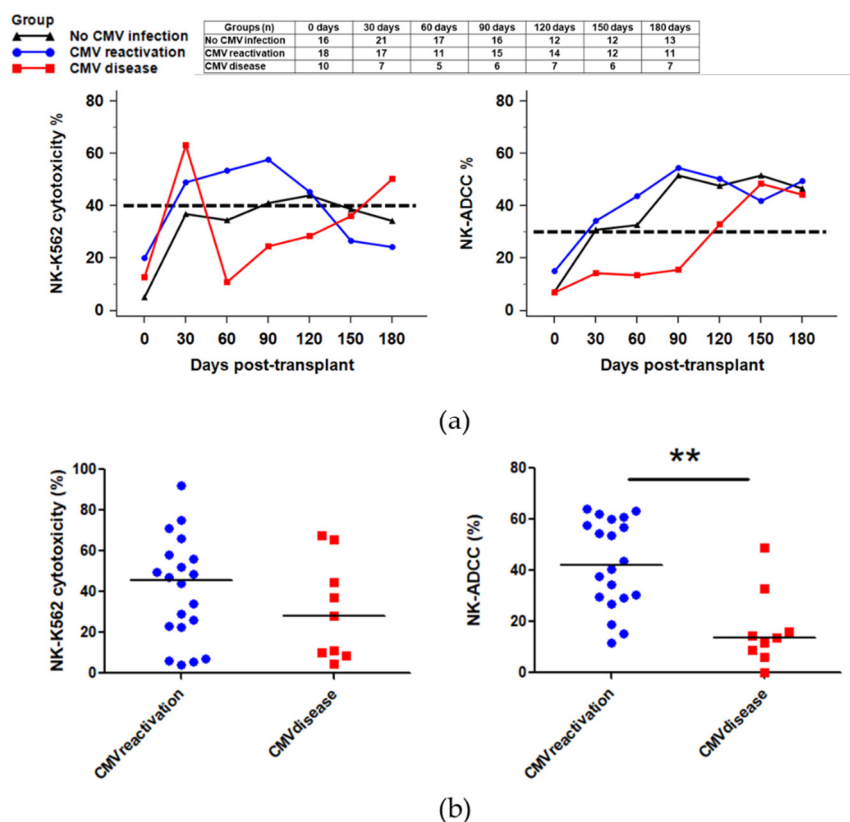 Group
No CMV infection
CMV reactivation
CMV disease
Groups (n) 0 days 30 days 60 days 90 days 120 days 150 days 180 days
No CMV infection 16 21 17 16 12 12 13
CMV reactivation 18 17 11 15 14 12 11
CMV disease 10 7 5 6 7 6 7
NK-K562 cytotoxicity %
80
60
40
20
0
0 30 60 90 120 150 180
Days post-transplant
NK-ADCC %
80
60
40
20
0
0 30 60 90 120 150 180
Days post-transplant
(a)
NK-K562 cytotoxicity (%)
100
80
60
40
20
0
CMV reactivation
CMV disease
NK-ADCC (%)
80
60
40
20
0
**
CMV reactivation
CMV disease
(b)